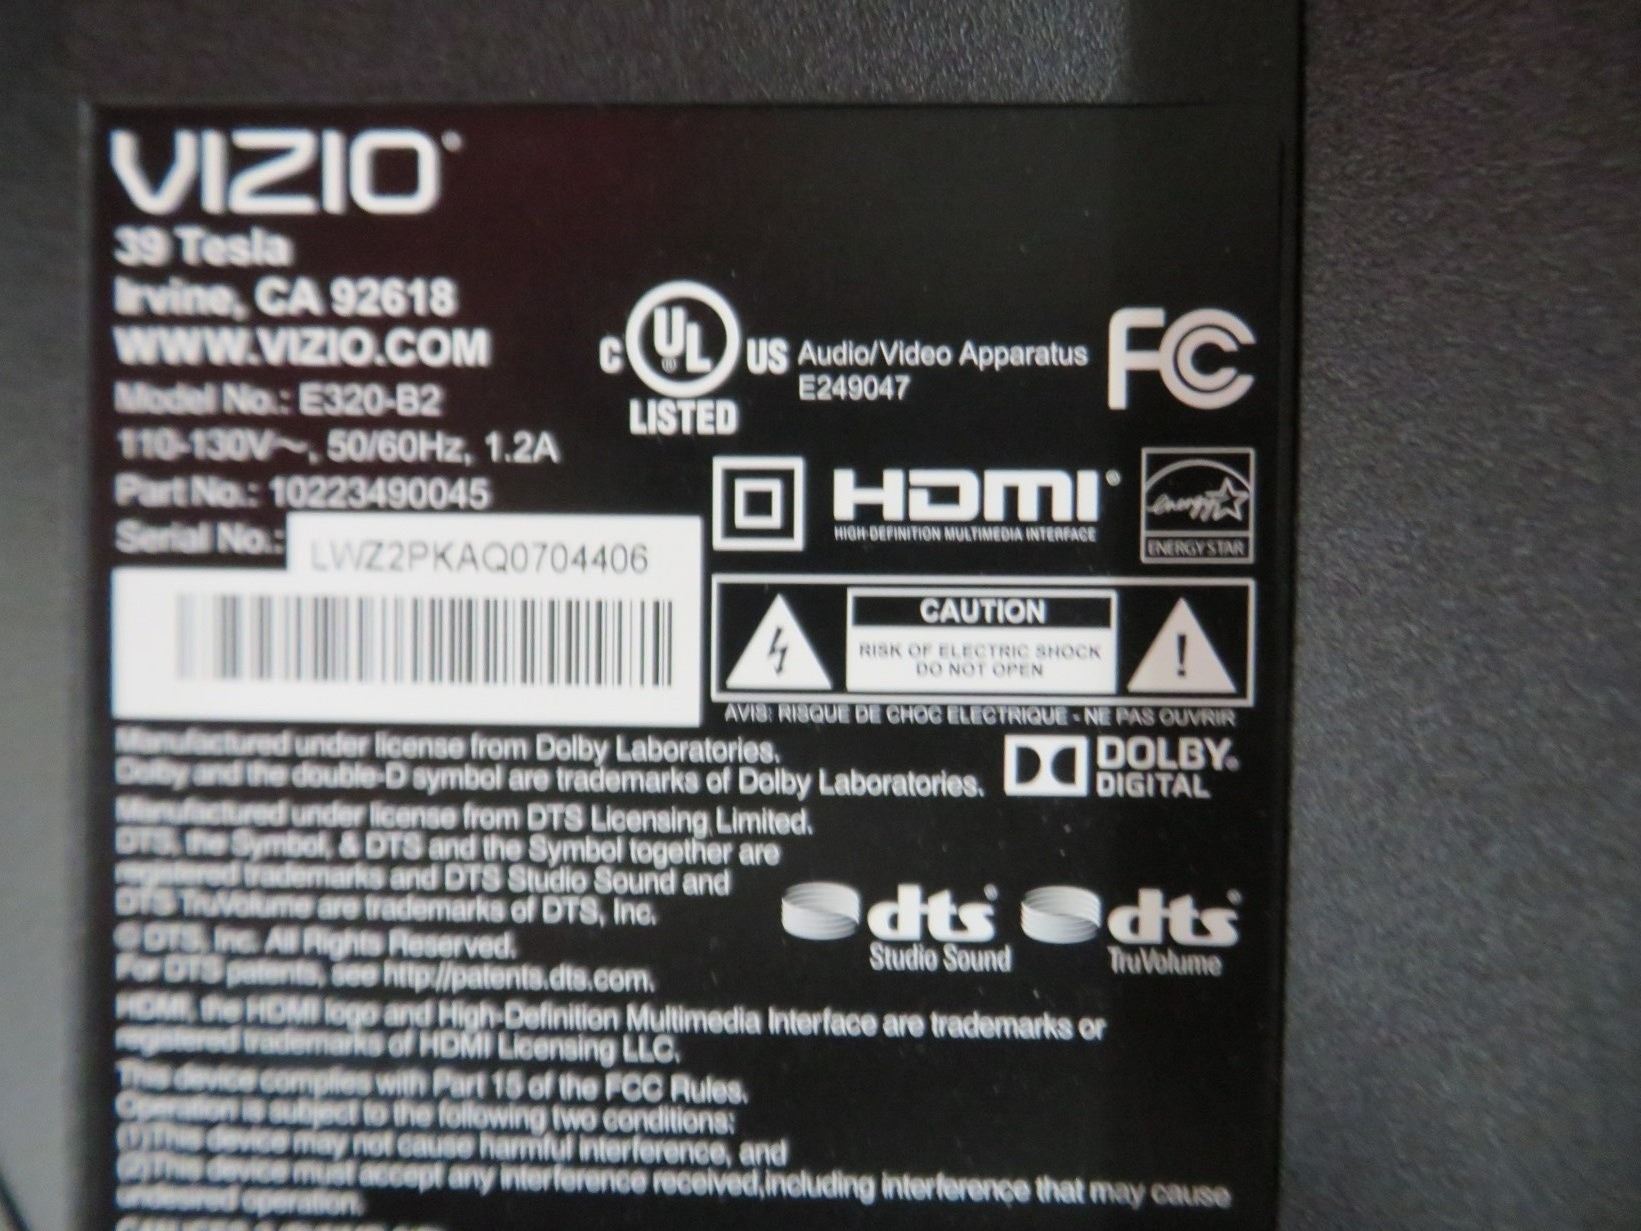 VIZIO
39 Tesla
Irvine, CA 92618
WWW.VIZIO.COM
Model No.: E320-B2
110-130V~, 50/60Hz, 1.2A
Part No.: 10223490045
Serial No.:
LWZ2PKAQ0704406
C UL ® US
LISTED
Audio/Video Apparatus
E249047
FC
HDMI
HIGH-DEFINITION MULTIMEDIA INTERFACE
energy
ENERGY STAR
CAUTION
RISK OF ELECTRIC SHOCK
DO NOT OPEN
!
AVIS: RISQUE DE CHOC ELECTRIQUE - NE PAS OUVRIR
Manufactured under license from Dolby Laboratories.
Dolby and the double-D symbol are trademarks of Dolby Laboratories.
DOLBY®
DIGITAL
Manufactured under license from DTS Licensing Limited.
DTS, the Symbol, & DTS and the Symbol together are
registered trademarks and DTS Studio Sound and
DTS TruVolume are trademarks of DTS, Inc.
© DTS, Inc. All Rights Reserved.
For DTS patents, see http://patents.dts.com.
dts
Studio Sound
dts
TruVolume
HDMI, the HDMI logo and High-Definition Multimedia Interface are trademarks or
registered trademarks of HDMI Licensing LLC.
This device complies with Part 15 of the FCC Rules.
Operation is subject to the following two conditions:
(1)This device may not cause harmful interference, and
(2)This device must accept any interference received,including interference that may cause
undesired operation.